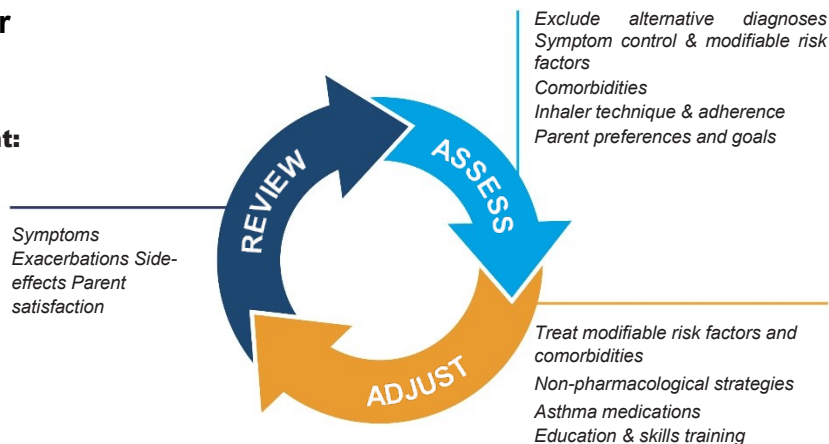 r
t:
Exclude alternative diagnoses
Symptom control & modifiable risk
factors
Comorbidities
Inhaler technique & adherence
Parent preferences and goals
REVIEW
ASSESS
ADJUST
Symptoms
Exacerbations Side-
effects Parent
satisfaction
Treat modifiable risk factors and
comorbidities
Non-pharmacological strategies
Asthma medications
Education & skills training